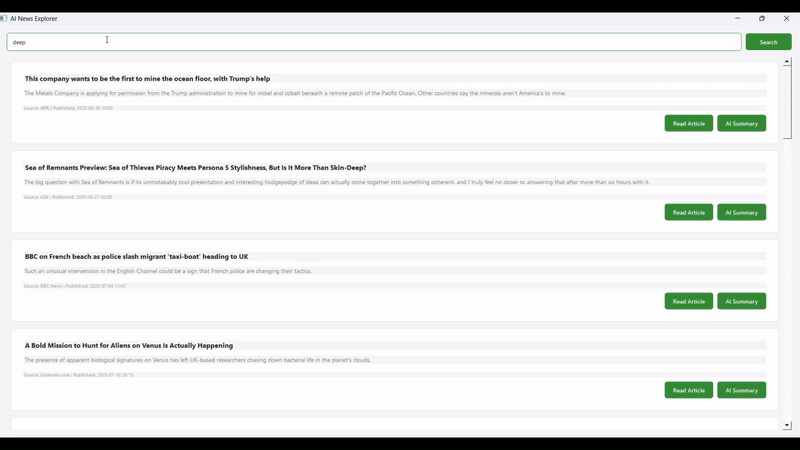 AI News Explorer
deep
Search
This company wants to be the first to mine the ocean floor, with Trump's help
The Metals Company is applying for permission from the Trump administration to mine for nickel and cobalt beneath a remote patch of the Pacific Ocean. Other countries say the minerals aren't America's to mine.
Source: NPR | Published: 2025-06-30 10:00
Read Article
AI Summary
Sea of Remnants Preview: Sea of Thieves Piracy Meets Persona 5 Stylishness, But Is It More Than Skin-Deep?
The big question with Sea of Remnants is if its unmistakably cool presentation and interesting hodgepodge of ideas can actually come together into something coherent, and I truly feel no closer to answering that after more than six hours with it.
Source: IGN | Published: 2025-06-27 02:00
Read Article
AI Summary
BBC on French beach as police slash migrant 'taxi-boat' heading to UK
Such an unusual intervention in the English Channel could be a sign that French police are changing their tactics.
Source: BBC News | Published: 2025-07-04 11:47
Read Article
AI Summary
A Bold Mission to Hunt for Aliens on Venus Is Actually Happening
The presence of apparent biological signatures on Venus has left UK-based researchers chasing down bacterial life in the planet's clouds.
Source: Gizmodo.com | Published: 2025-07-10 20:15
Read Article
AI Summary